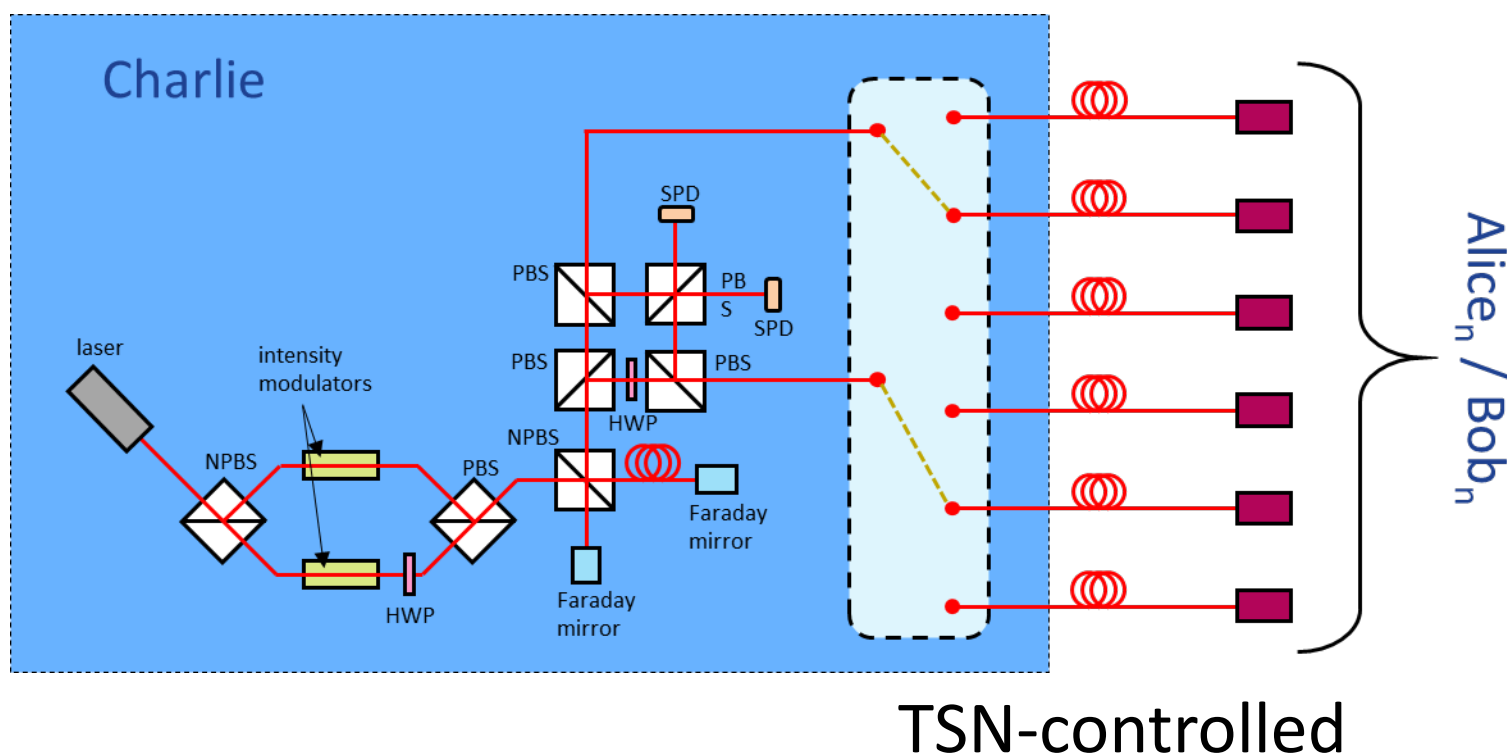 Charlie
SPD
PBS
PB
S
SPD
laser
intensity
modulators
PBS
PBS
HWP
NPBS
NPBS
PBS
Faraday
mirror
Faraday
mirror
HWP
Aliceₙ / Bobₙ
TSN-controlled